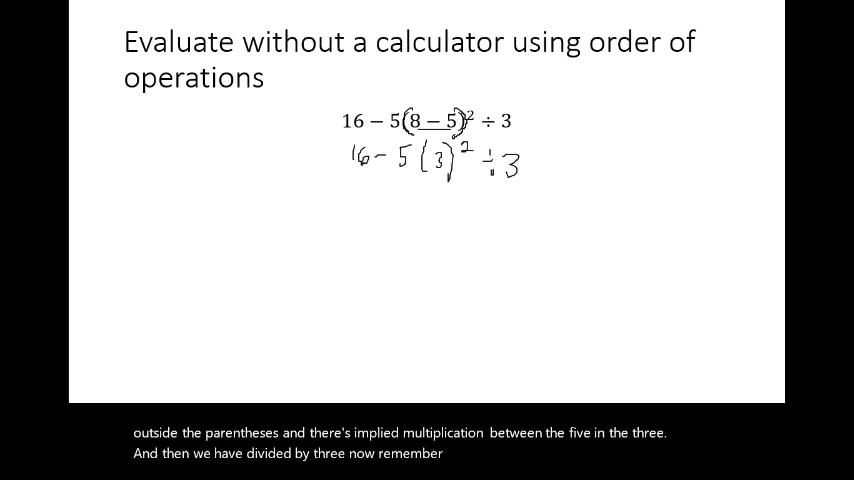 Evaluate without a calculator using order of
operations
16 − 5(8 − 5)² ÷ 3
16 − 5(3)² ÷ 3
outside the parentheses and there's implied multiplication between the five in the three.
And then we have divided by three now remember